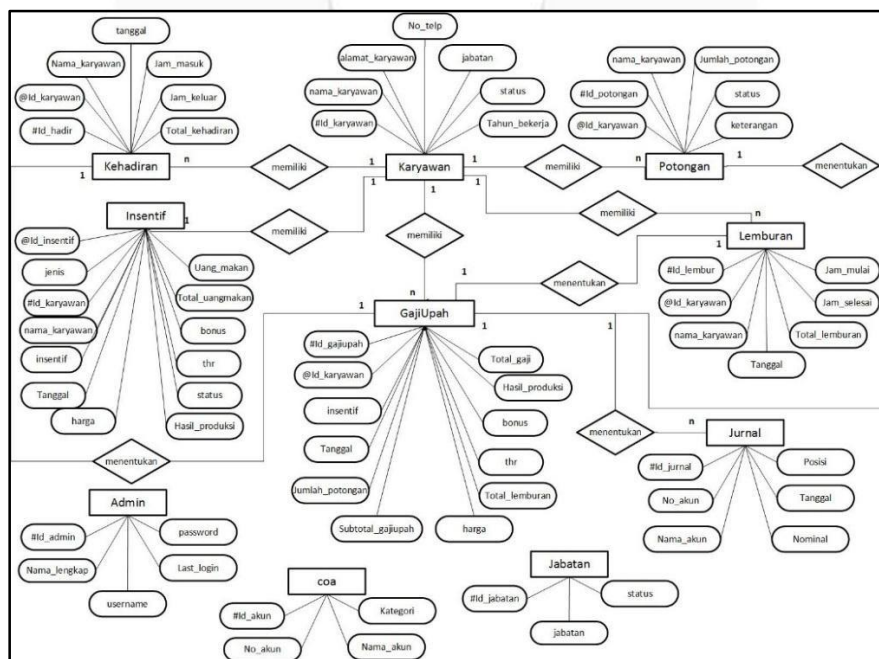 tanggal
Nama_karyawan
Jam_masuk
@Id_karyawan
Jam_keluar
#Id_hadir
Total_kehadiran
Kehadiran
1
n
memiliki
1
No_telp
alamat_karyawan
jabatan
nama_karyawan
status
#Id_karyawan
Tahun_bekerja
Karyawan
1
1
1
1
1
memiliki
n
nama_karyawan
Jumlah_potongan
#Id_potongan
status
@Id_karyawan
keterangan
Potongan
1
menentukan
Insentif
1
memiliki
@Id_insentif
Uang_makan
jenis
Total_uangmakan
#Id_karyawan
bonus
nama_karyawan
thr
insentif
status
Tanggal
harga
Hasil_produksi
memiliki
n
memiliki
n
Lemburan
1
#Id_lembur
Jam_mulai
@Id_karyawan
Jam_selesai
nama_karyawan
Total_lemburan
Tanggal
menentukan
1
GajiUpah
1
1
1
1
#Id_gajiupah
Total_gaji
@Id_karyawan
Hasil_produksi
insentif
bonus
Tanggal
thr
Jumlah_potongan
Total_lemburan
Subtotal_gajiupah
harga
menentukan
menentukan
n
Jurnal
#Id_jurnal
Posisi
No_akun
Tanggal
Nama_akun
Nominal
Admin
#Id_admin
password
Nama_lengkap
Last_login
username
coa
#Id_akun
Kategori
No_akun
Nama_akun
Jabatan
#Id_jabatan
status
jabatan